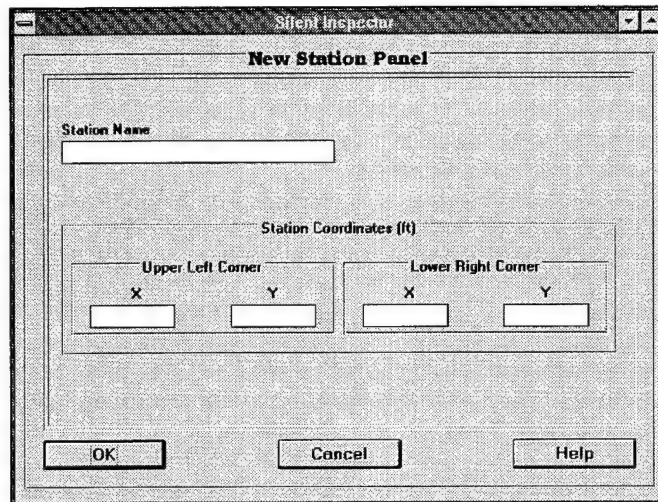 Silent Inspector
New Station Panel
Station Name
Station Coordinates (ft)
Upper Left Corner
Lower Right Corner
X Y X Y
OK Cancel Help